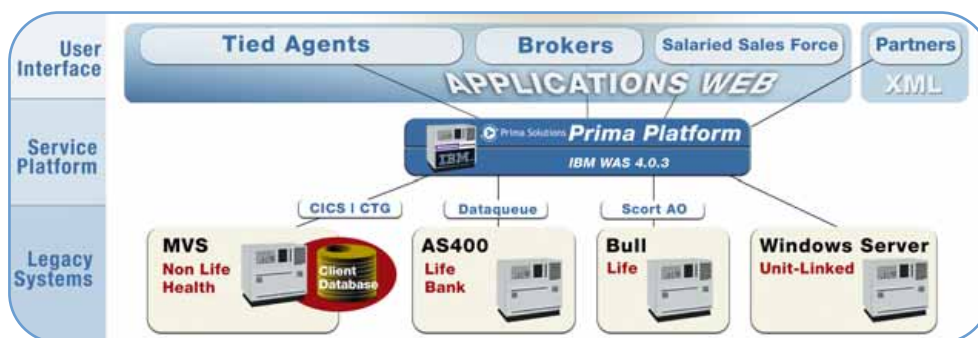 User
Interface
Tied Agents
Brokers
Salaried Sales Force
Partners
APPLICATIONS WEB
XML
Service
Platform
Prima Solutions Prima Platform
IBM
IBM WAS 4.0.3
CICS | CTG
Dataqueue
Scort AO
Legacy
Systems
MVS
Non Life
Health
Client
Database
AS400
Life
Bank
Bull
Life
Windows Server
Unit-Linked